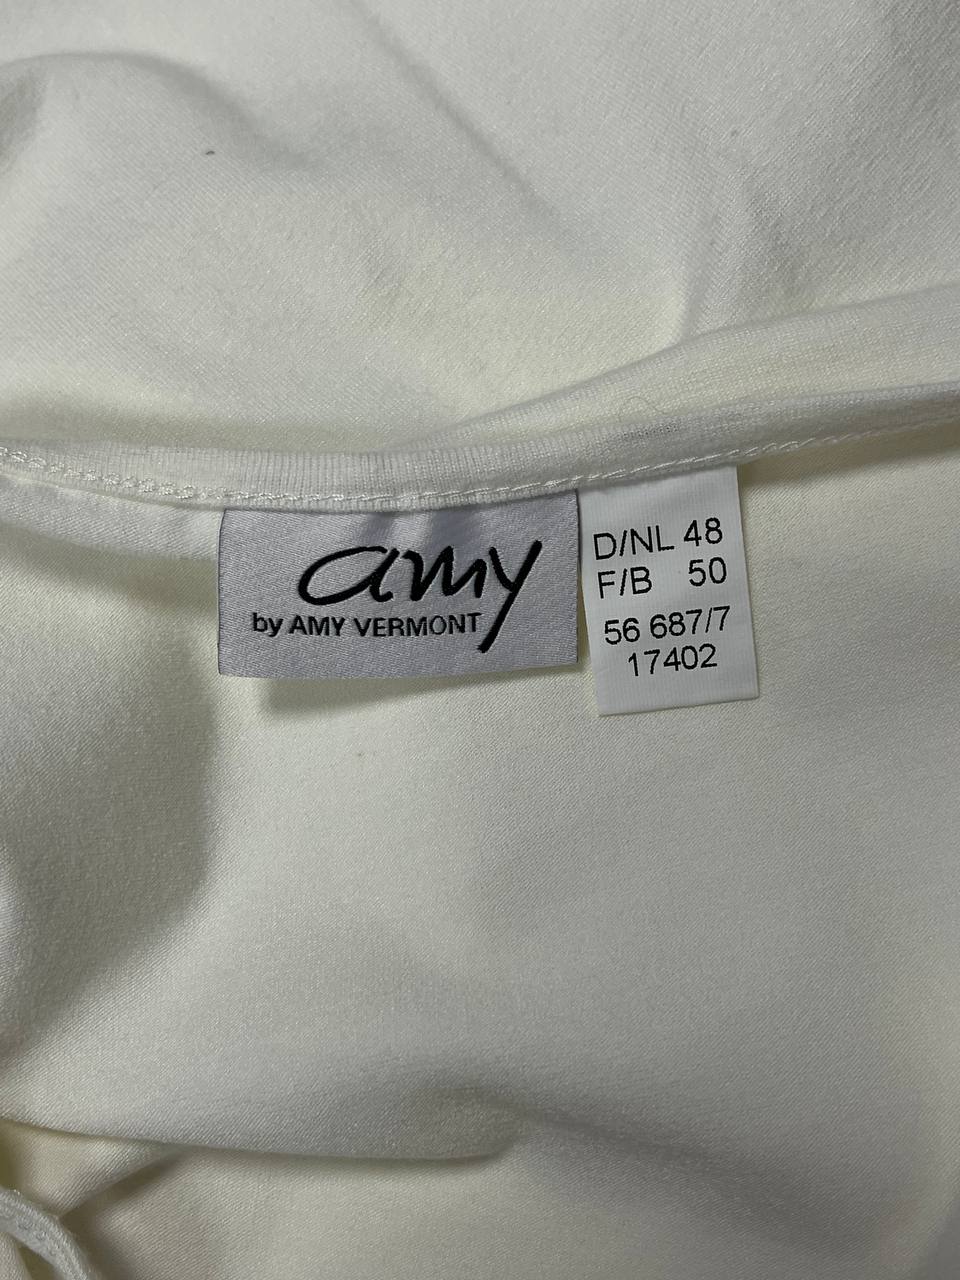 amy
by AMY VERMONT
D/NL 48
F/B 50
56 687/7
17402